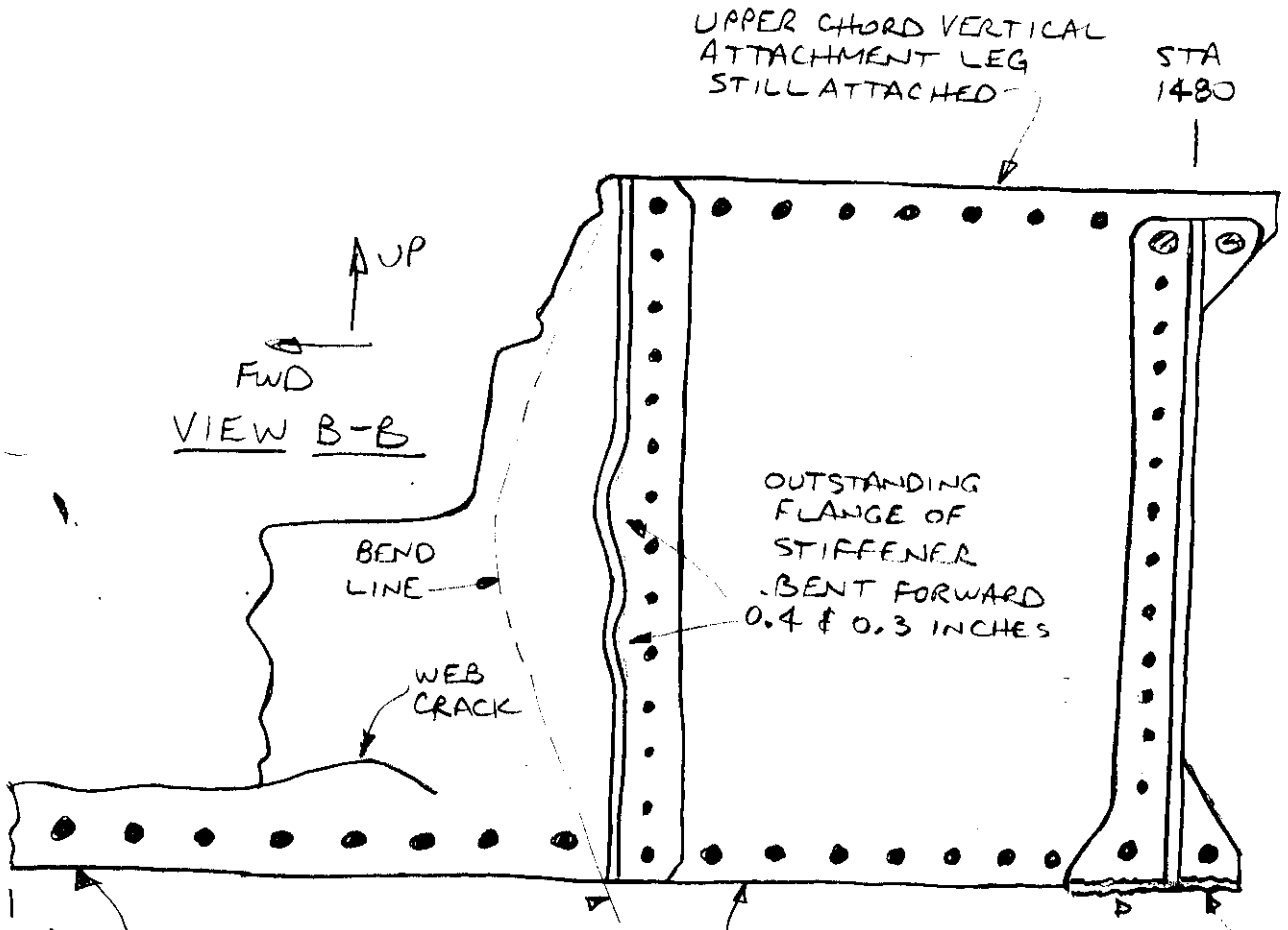 UPPER CHORD VERTICAL
ATTACHMENT LEG
STILL ATTACHED
STA
1480
UP
FWD
VIEW B-B
OUTSTANDING
FLANGE OF
STIFFENER
BENT FORWARD
0.4 & 0.3 INCHES
BEND
LINE
WEB
CRACK